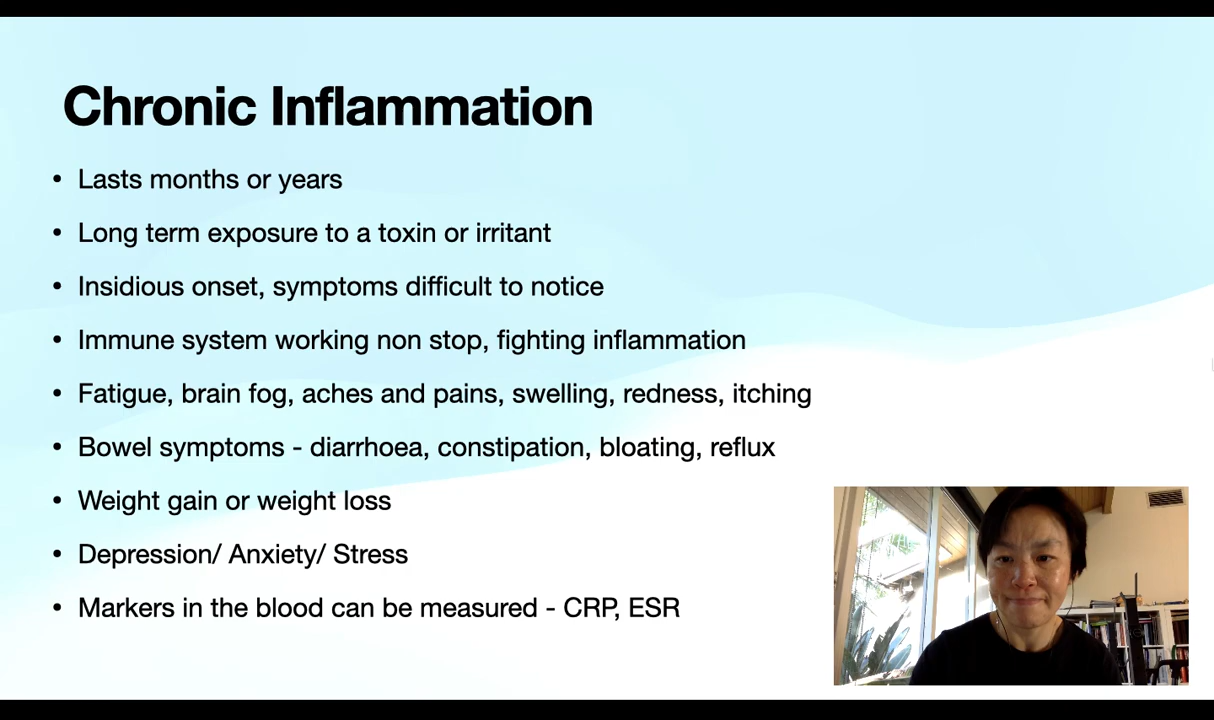 Chronic Inflammation
• Lasts months or years
• Long term exposure to a toxin or irritant
• Insidious onset, symptoms difficult to notice
• Immune system working non stop, fighting inflammation
• Fatigue, brain fog, aches and pains, swelling, redness, itching
• Bowel symptoms - diarrhoea, constipation, bloating, reflux
• Weight gain or weight loss
• Depression/ Anxiety/ Stress
• Markers in the blood can be measured - CRP, ESR